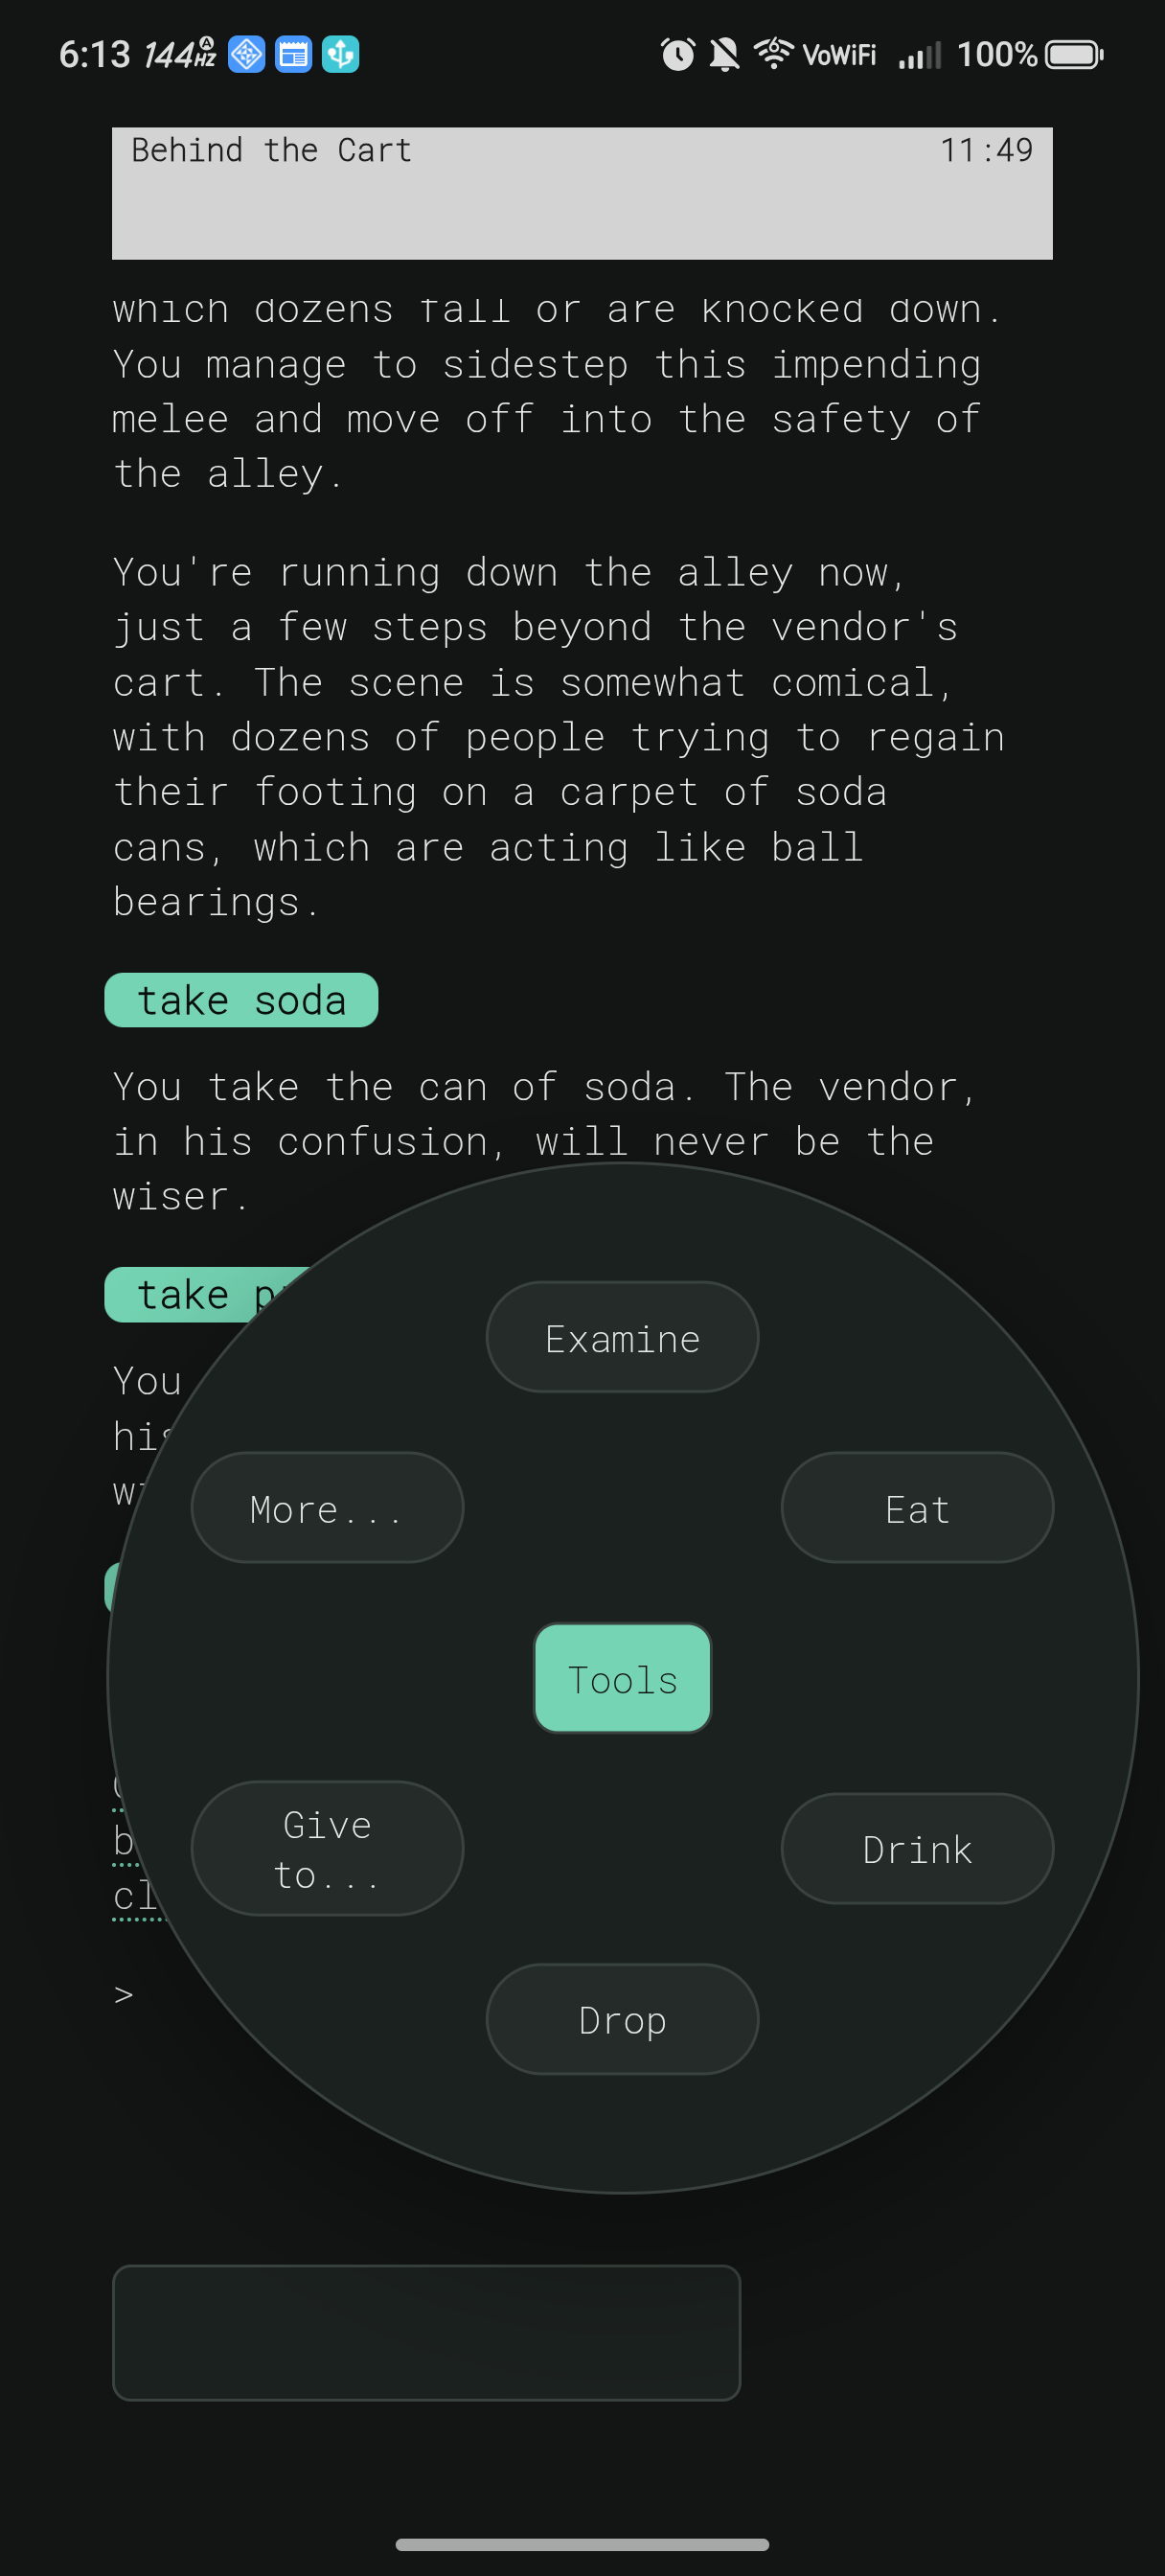 6:13 144HZ VoWiFi 100%
Behind the Cart 11:49
which dozens fall or are knocked down.
You manage to sidestep this impending
melee and move off into the safety of
the alley.
You're running down the alley now,
just a few steps beyond the vendor's
cart. The scene is somewhat comical,
with dozens of people trying to regain
their footing on a carpet of soda
cans, which are acting like ball
bearings.
take soda
You take the can of soda. The vendor,
in his confusion, will never be the
wiser.
take
You
Examine
More...
Eat
Tools
Give
to...
Drink
Drop
>